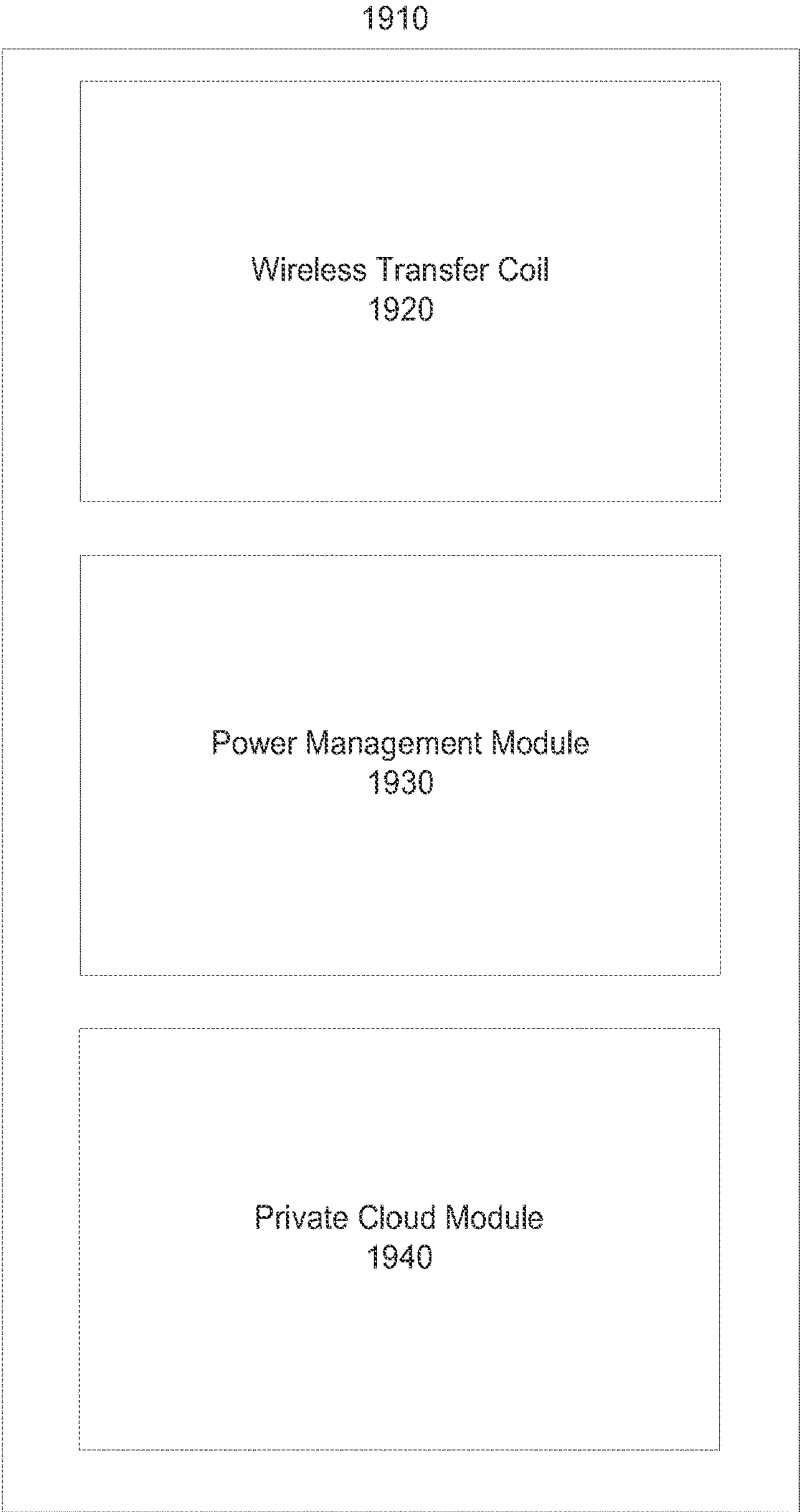 1910
Wireless Transfer Coil
1920
Power Management Module
1930
Private Cloud Module
1940